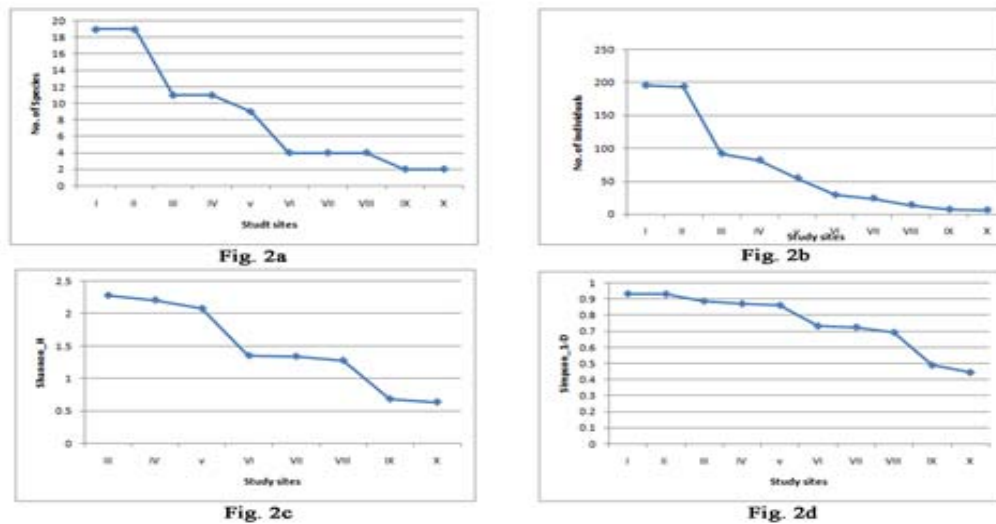 No. of Species
20
18
16
14
12
10
8
6
4
2
0
I II III IV v VI VII VIII IX X
Studt sites
Fig. 2a
No. of Individuals
250
200
150
100
50
0
I II III IV v VI VII VIII IX X
Study sites
Fig. 2b
Shannon_H
2.5
2
1.5
1
0.5
0
III IV v VI VII VIII IX X
Study sites
Fig. 2c
Simpson_1-D
1
0.9
0.8
0.7
0.6
0.5
0.4
0.3
0.2
0.1
0
I II III IV v VI VII VIII IX X
Study sites
Fig. 2d